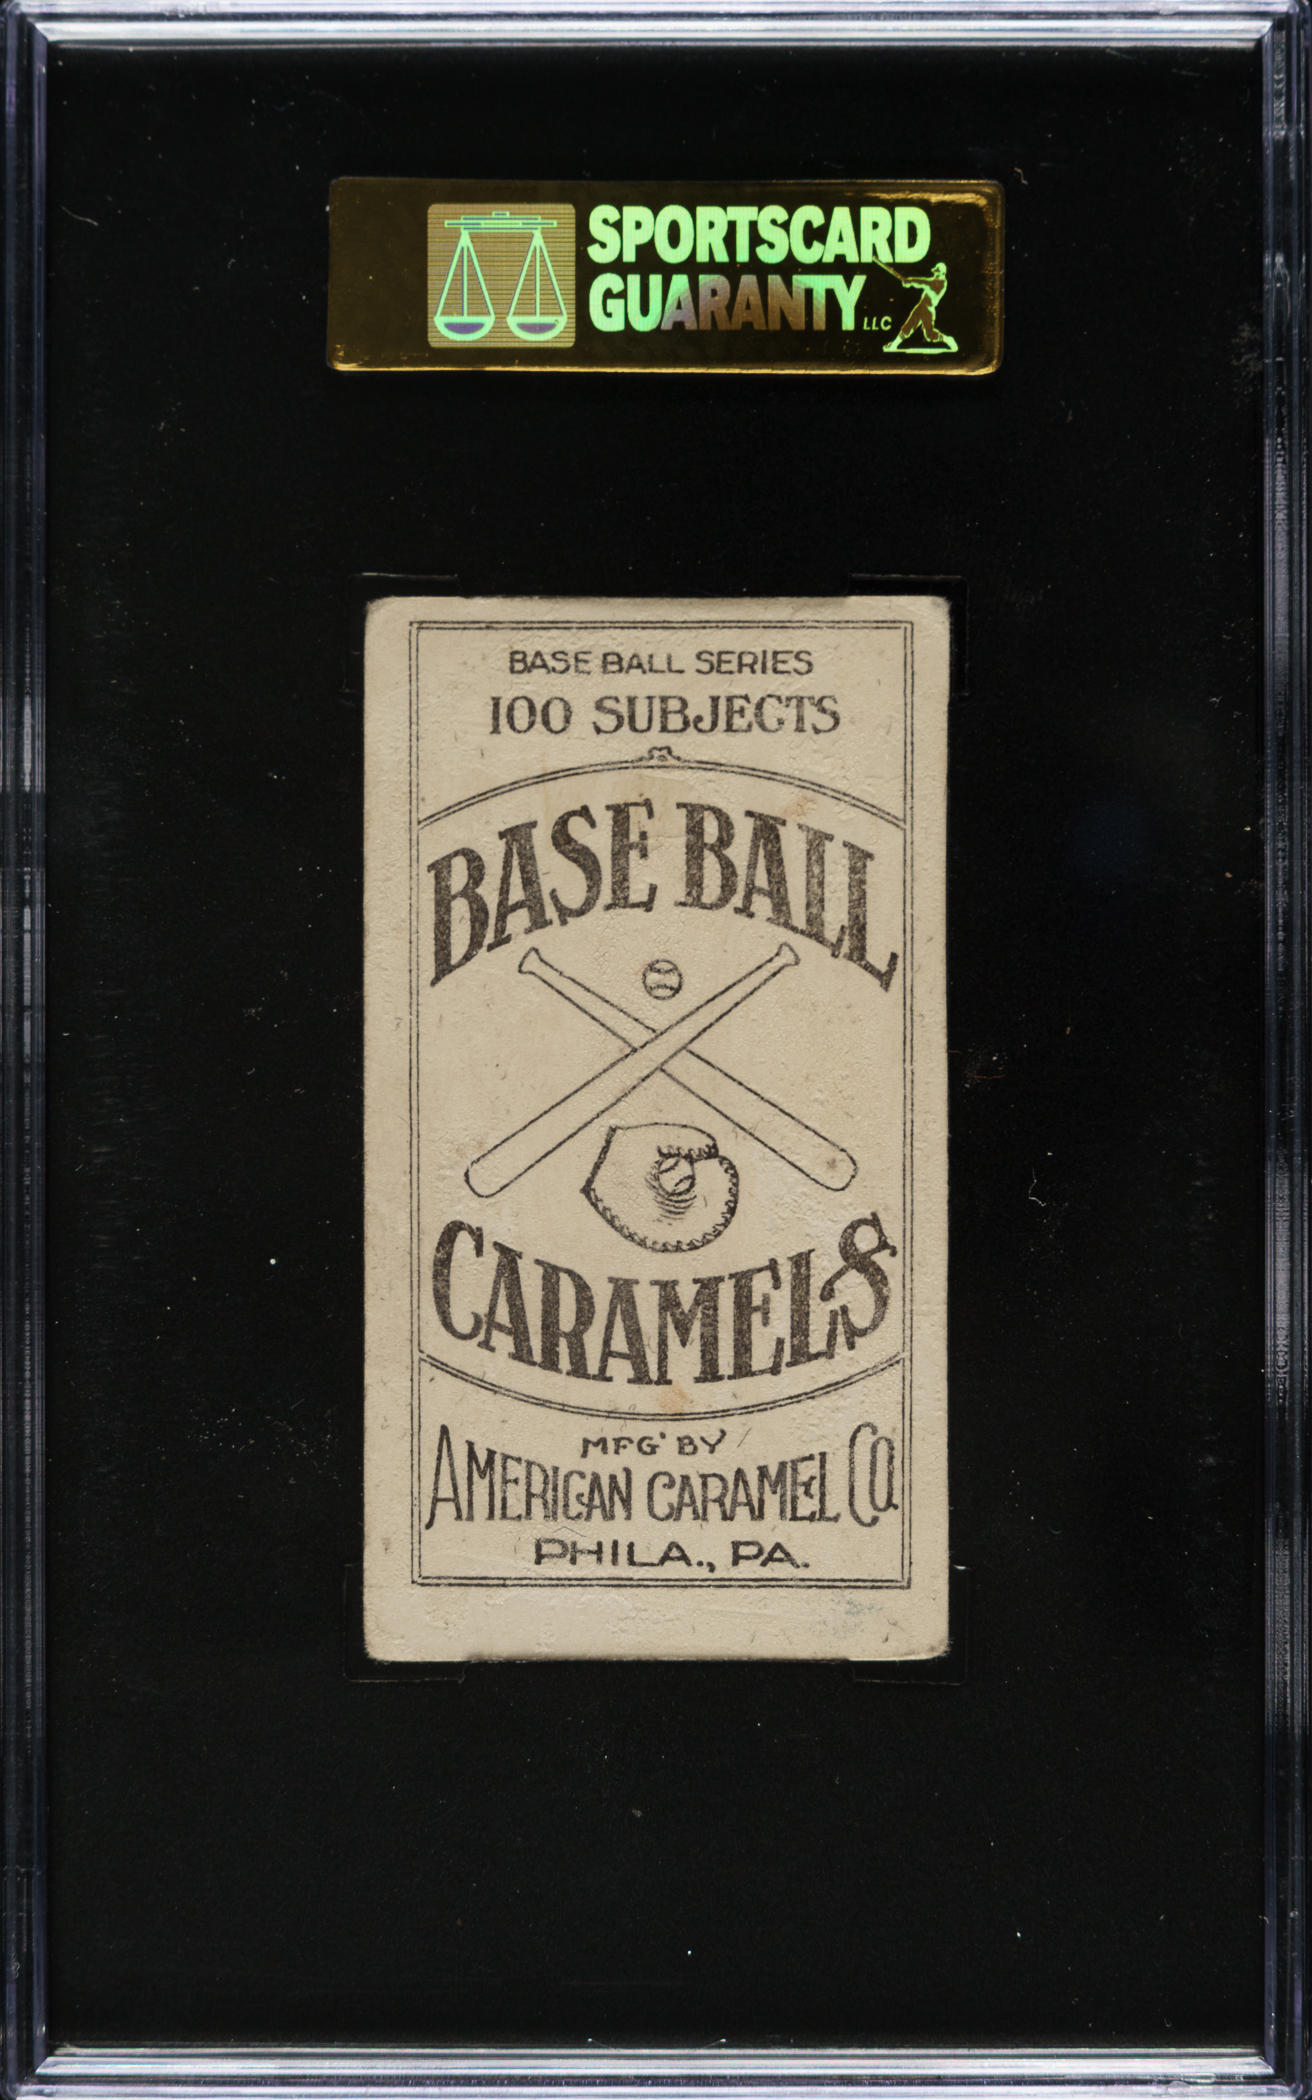 SPORTSCARD
GUARANTY LLC
BASE BALL SERIES
100 SUBJECTS
BASE BALL
CARAMELS
MFG' BY
AMERICAN CARAMEL CO.
PHILA., PA.